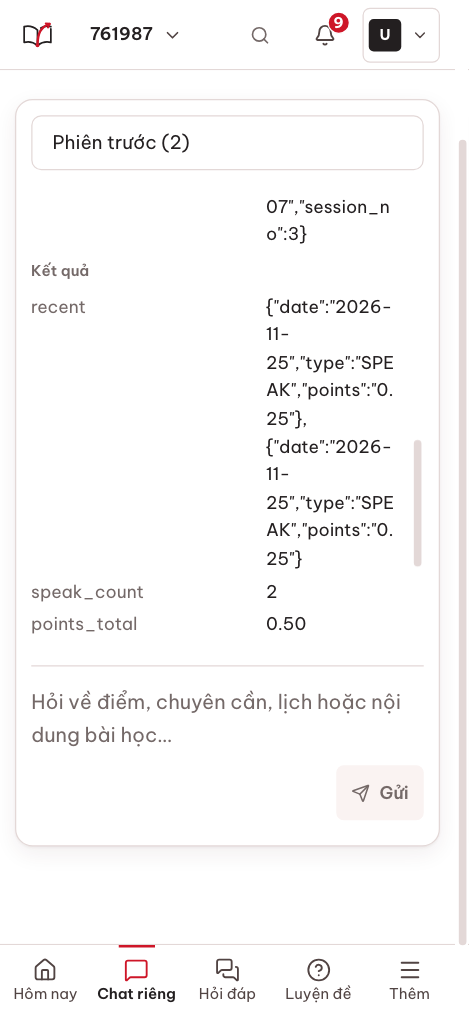 761987
9
U
Phiên trước (2)
07","session_n
o":3}
Kết quả
recent
{"date":"2026-
11-
25","type":"SPE
AK","points":"0.
25"},
{"date":"2026-
11-
25","type":"SPE
AK","points":"0.
25"}
speak_count
2
points_total
0.50
Hỏi về điểm, chuyên cần, lịch hoặc nội
dung bài học...
Gửi
Hôm nay
Chat riêng
Hỏi đáp
Luyện đề
Thêm